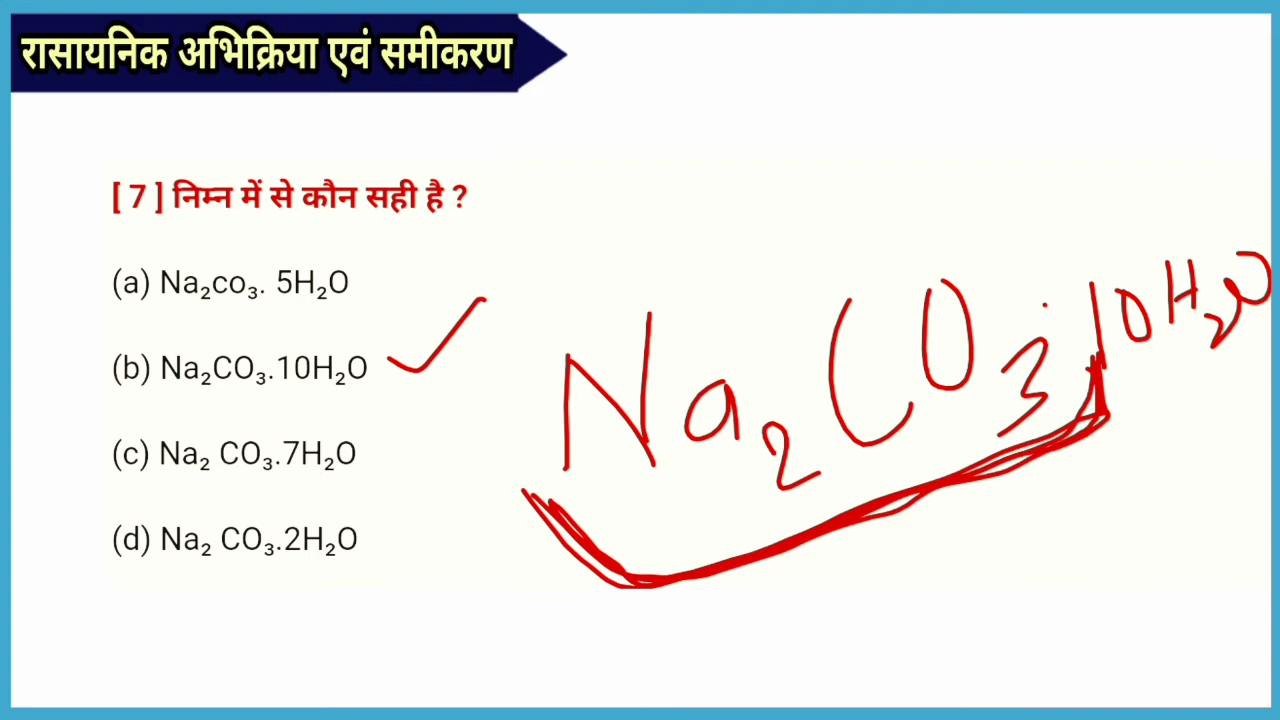 रासायनिक अभिक्रिया एवं समीकरण
[ 7 ] निम्न में से कौन सही है ?
(a) Na₂co₃. 5H₂O
(b) Na₂CO₃.10H₂O
(c) Na₂ CO₃.7H₂O
(d) Na₂ CO₃.2H₂O
Na₂CO₃.10H₂O